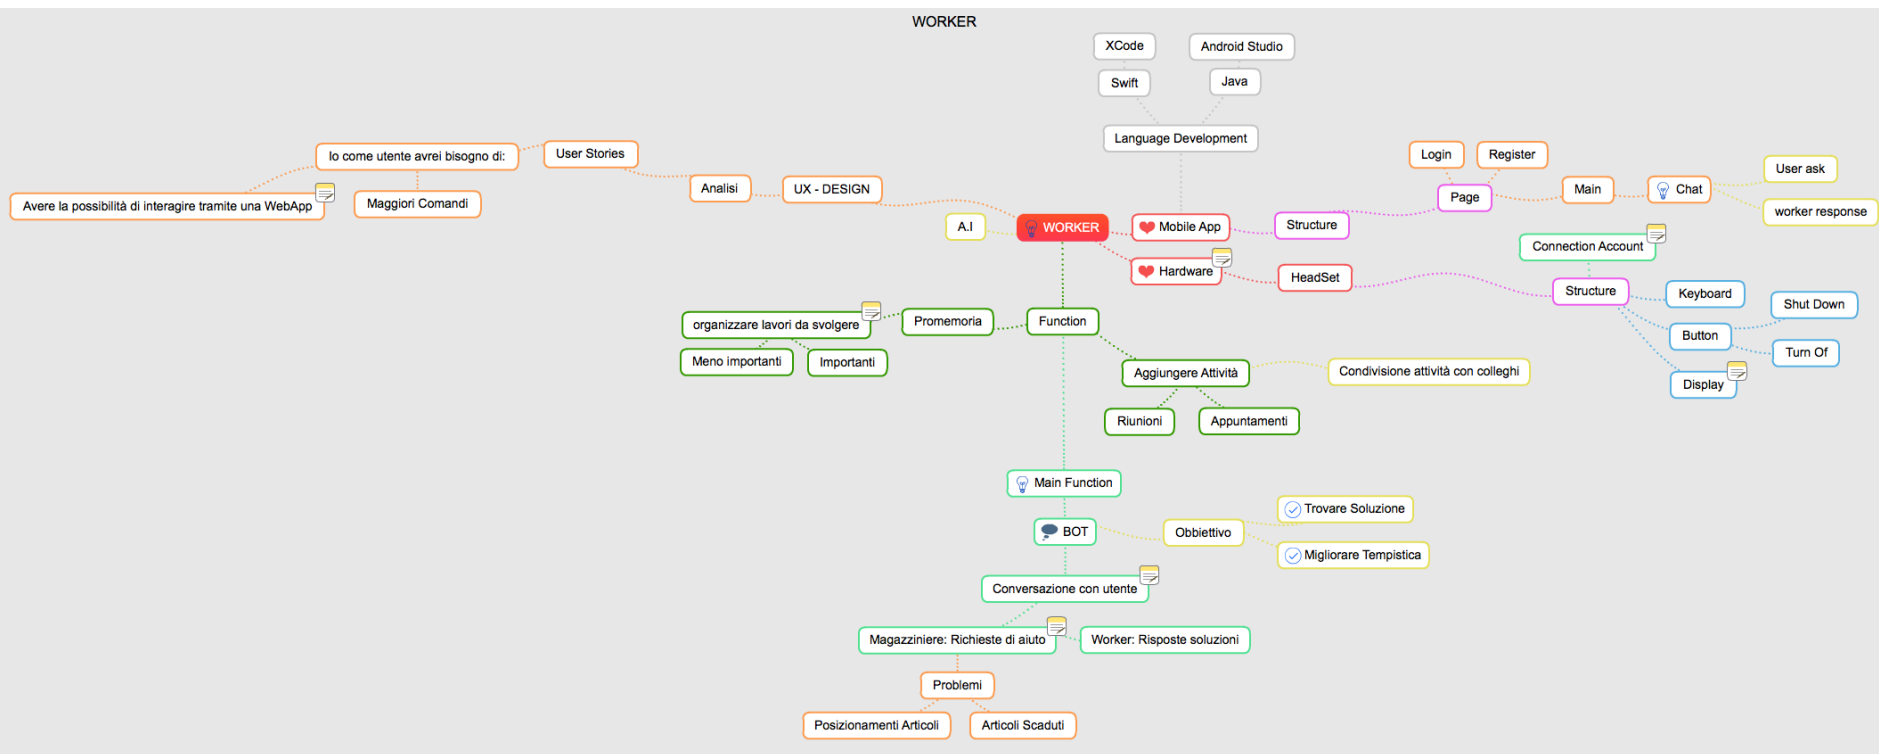 WORKER
XCode
Android Studio
Swift
Java
Language Development
Io come utente avrei bisogno di:
User Stories
Login
Register
User ask
Avere la possibilità di interagire tramite una WebApp
Maggiori Comandi
Analisi
UX - DESIGN
Page
Main
Chat
worker response
A.I
WORKER
Mobile App
Structure
Connection Account
Hardware
HeadSet
Structure
Keyboard
Shut Down
organizzare lavori da svolgere
Promemoria
Function
Button
Turn Of
Meno importanti
Importanti
Aggiungere Attività
Condivisione attività con colleghi
Display
Riunioni
Appuntamenti
Main Function
Trovare Soluzione
BOT
Obbiettivo
Migliorare Tempistica
Conversazione con utente
Magazziniere: Richieste di aiuto
Worker: Risposte soluzioni
Problemi
Posizionamenti Articoli
Articoli Scaduti